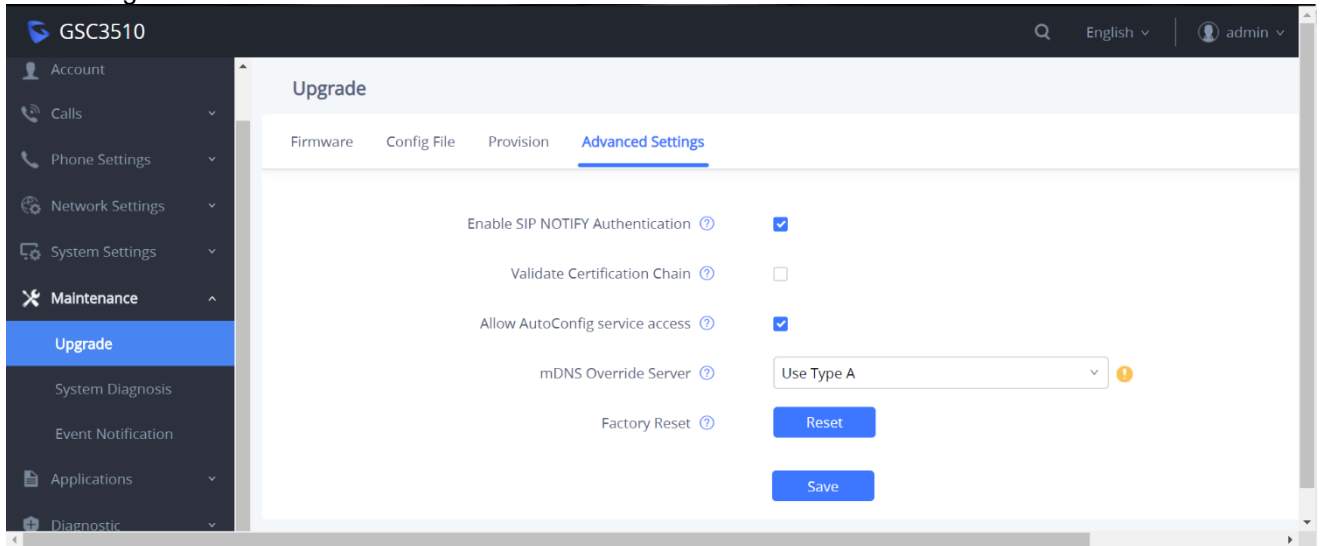 GSC3510
English
admin
Account
Calls
Phone Settings
Network Settings
System Settings
Maintenance
Upgrade
System Diagnosis
Event Notification
Applications
Diagnostic
Upgrade
Firmware Config File Provision Advanced Settings
Enable SIP NOTIFY Authentication ?
Validate Certification Chain ?
Allow AutoConfig service access ?
mDNS Override Server ? Use Type A !
Factory Reset ? Reset
Save